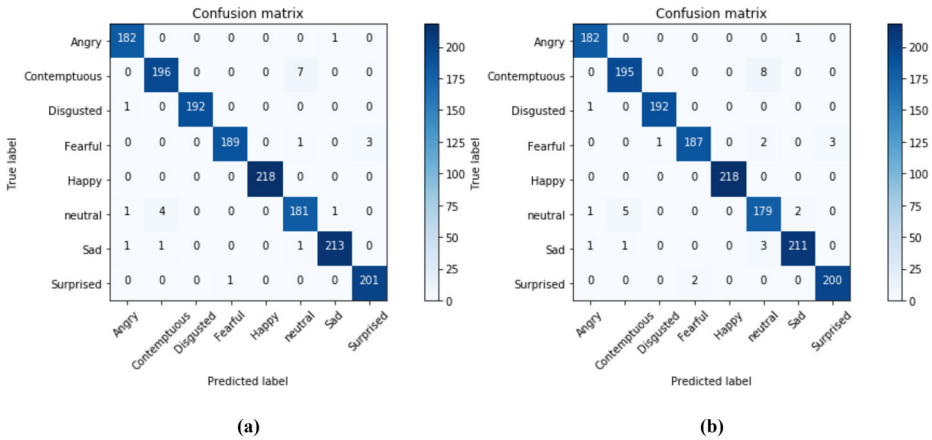 Confusion matrix
Angry 182 0 0 0 0 0 1 0
Contemptuous 0 196 0 0 0 7 0 0
Disgusted 1 0 192 0 0 0 0 0
Fearful 0 0 0 189 0 1 0 3
Happy 0 0 0 0 218 0 0 0
neutral 1 4 0 0 0 181 1 0
Sad 1 1 0 0 0 1 213 0
Surprised 0 0 0 1 0 0 0 201
True label
Angry Contemptuous Disgusted Fearful Happy neutral Sad Surprised
Predicted label
200
175
150
125
100
75
50
25
0
(a)
Confusion matrix
Angry 182 0 0 0 0 0 1 0
Contemptuous 0 195 0 0 0 8 0 0
Disgusted 1 0 192 0 0 0 0 0
Fearful 0 0 1 187 0 2 0 3
Happy 0 0 0 0 218 0 0 0
neutral 1 5 0 0 0 179 2 0
Sad 1 1 0 0 0 3 211 0
Surprised 0 0 0 2 0 0 0 200
True label
Angry Contemptuous Disgusted Fearful Happy neutral Sad Surprised
Predicted label
200
175
150
125
100
75
50
25
0
(b)